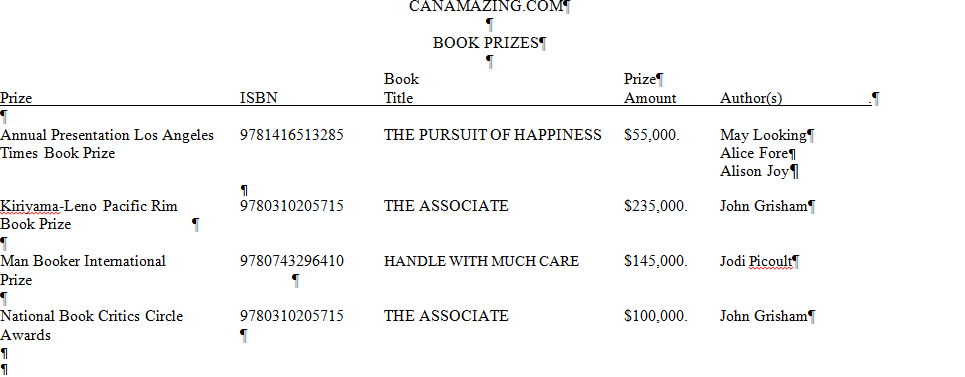 CANAMAZING.COM¶
¶
BOOK PRIZES¶
¶
Book Prize¶
Prize ISBN Title Amount Author(s) .¶
¶
Annual Presentation Los Angeles 9781416513285 THE PURSUIT OF HAPPINESS $55,000. May Looking¶
Times Book Prize Alice Fore¶
Alison Joy¶
¶
Kiriyama-Leno Pacific Rim 9780310205715 THE ASSOCIATE $235,000. John Grisham¶
Book Prize ¶
¶
Man Booker International 9780743296410 HANDLE WITH MUCH CARE $145,000. Jodi Picoult¶
Prize ¶
¶
National Book Critics Circle 9780310205715 THE ASSOCIATE $100,000. John Grisham¶
Awards ¶
¶
¶